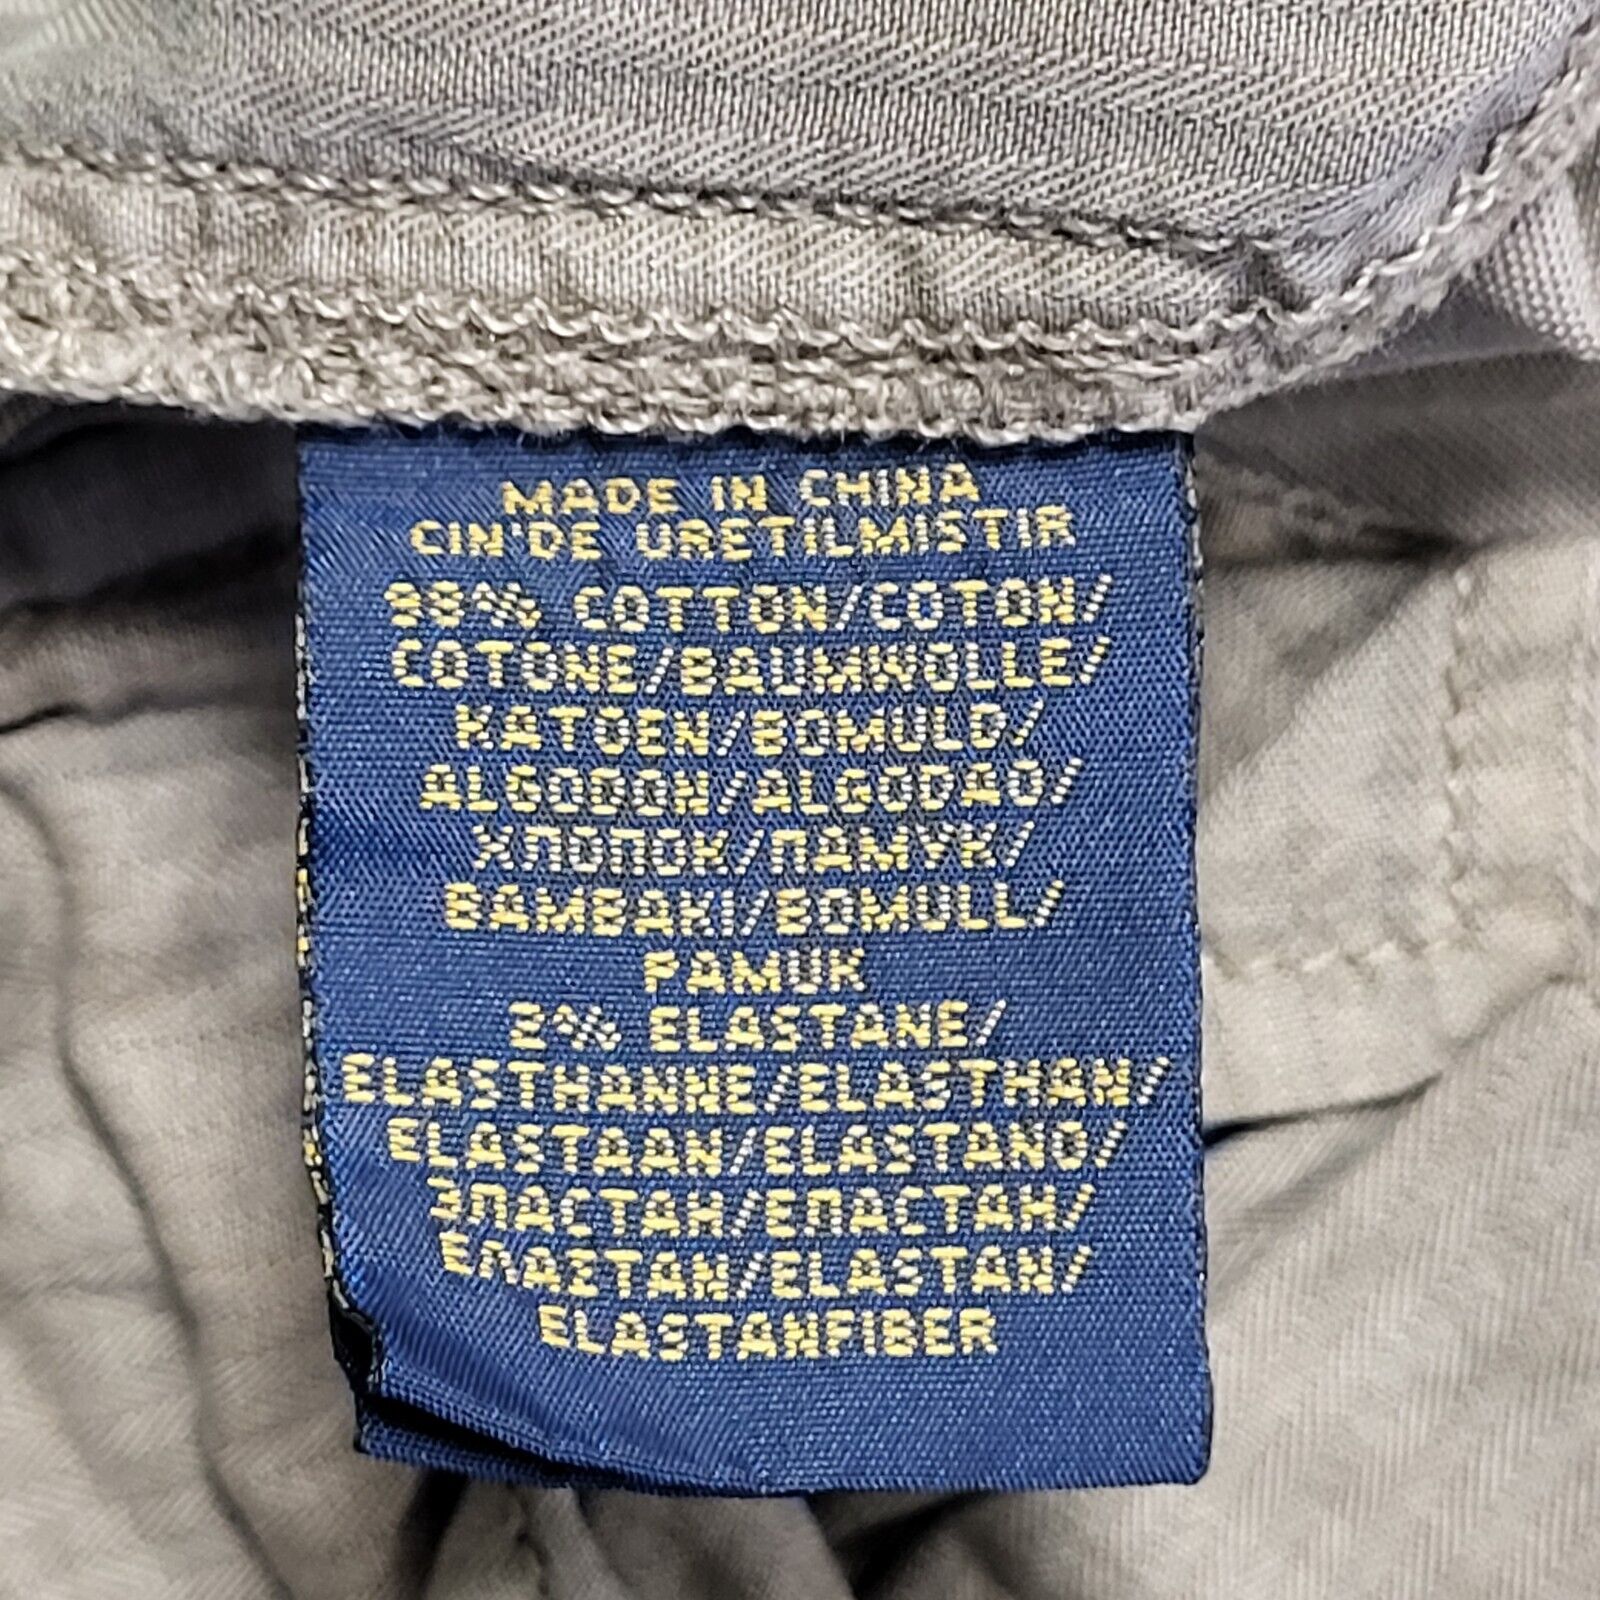 MADE IN CHINA
CIN'DE URETILMISTIR
98% COTTON/COTON/
COTONE/BAUMWOLLE/
KATOEN/BOMULD/
ALGODON/ALGODAO/
ХЛОПОК/ПАМУК/
BAMBAKI/BOMULL/
PAMUK
2% ELASTANE/
ELASTHANNE/ELASTHAN/
ELASTAAN/ELASTANO/
ЭЛАСТАН/ЕЛАСТАН/
ΕΛΑΣΤΑΝ/ELASTAN/
ELASTANFIBER